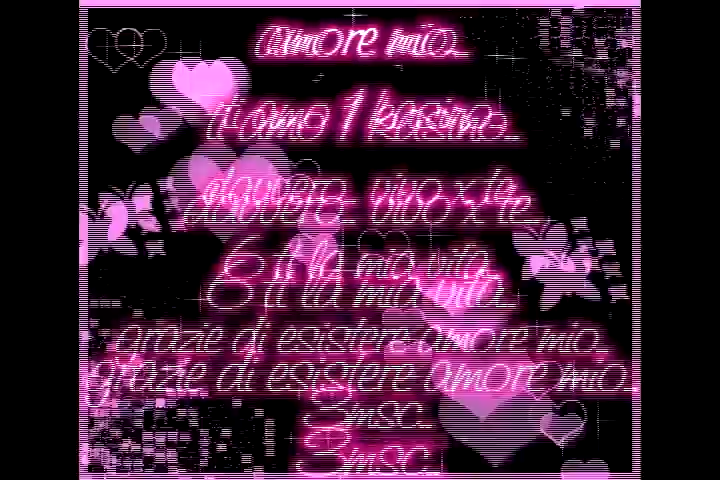 amore mio..
ti amo 1 kasino...
davvero.. vivo x te..
6 tt la mia vita..
grazie di esistere amore mio..
3msc..